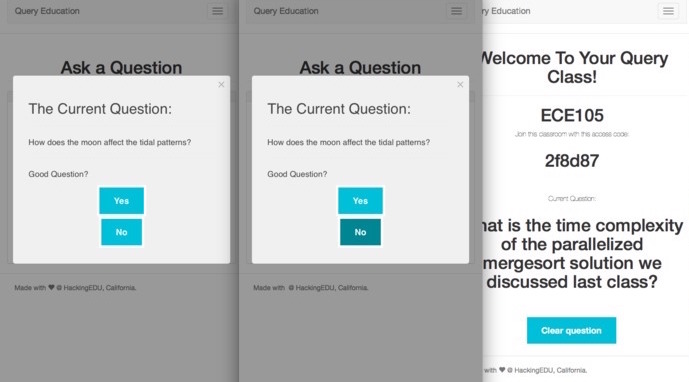 Query Education
Ask a Question
×
The Current Question:
How does the moon affect the tidal patterns?
Good Question?
Yes
No
Made with ♥ @ HackingEDU, California.
Query Education
Ask a Question
×
The Current Question:
How does the moon affect the tidal patterns?
Good Question?
Yes
No
Made with @ HackingEDU, California.
ry Education
Welcome To Your Query
Class!
ECE105
Join this classroom with this access code:
2f8d87
Current Question:
hat is the time complexity
of the parallelized
mergesort solution we
discussed last class?
Clear question
with ♥ @ HackingEDU, California.